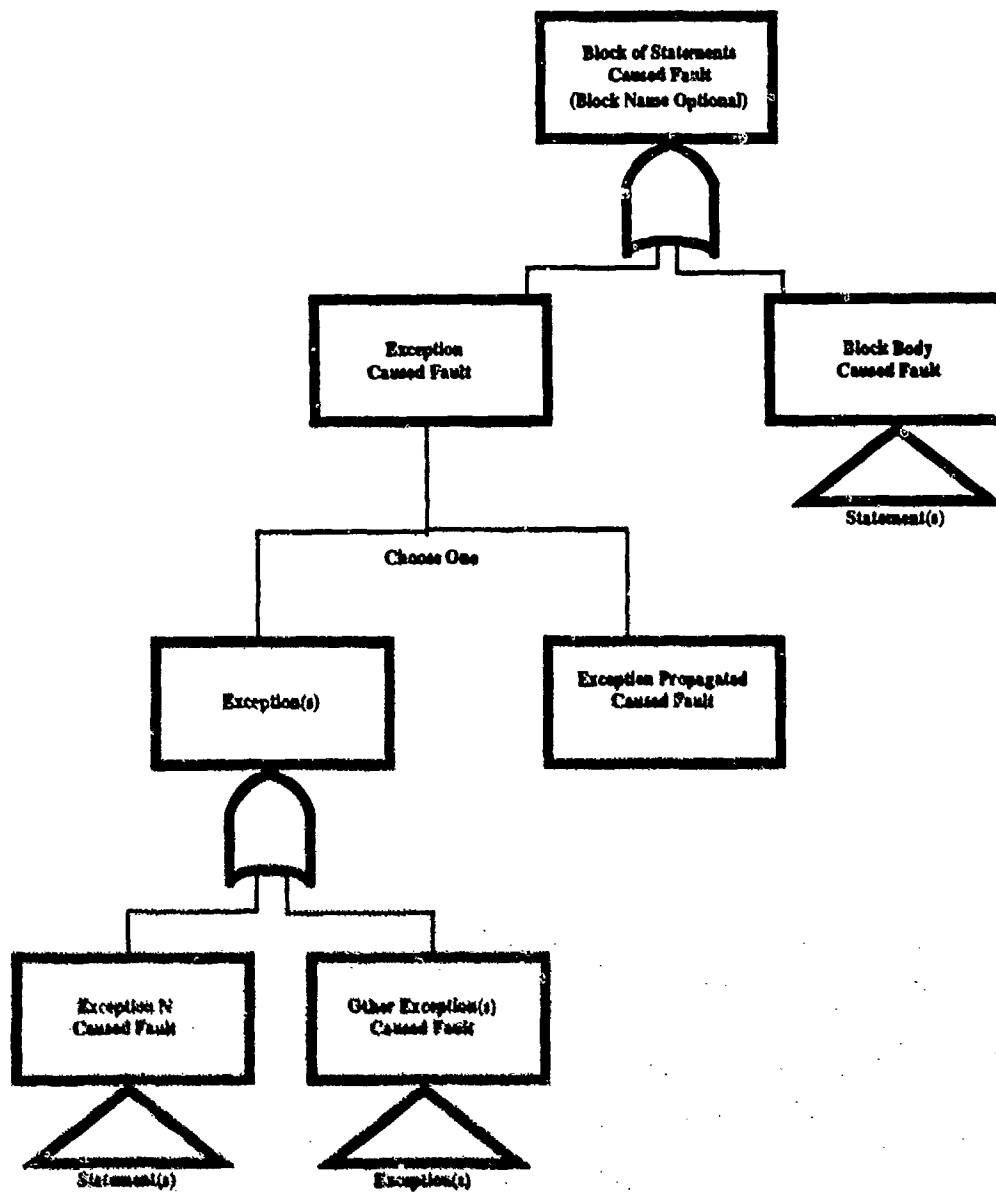 Block of Statements
Caused Fault
(Block Name Optional)
Exception
Caused Fault
Block Body
Caused Fault
Statement(s)
Choose One
Exception(s)
Exception Propagated
Caused Fault
Exception N
Caused Fault
Other Exception(s)
Caused Fault
Statement(s)
Exception(s)